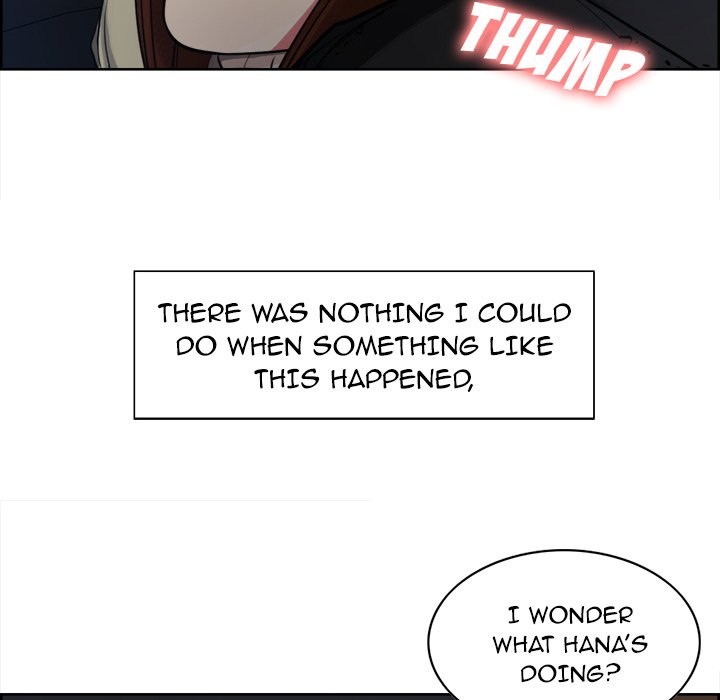 THUMP
THERE WAS NOTHING I COULD
DO WHEN SOMETHING LIKE
THIS HAPPENED,
I WONDER
WHAT HANA'S
DOING?